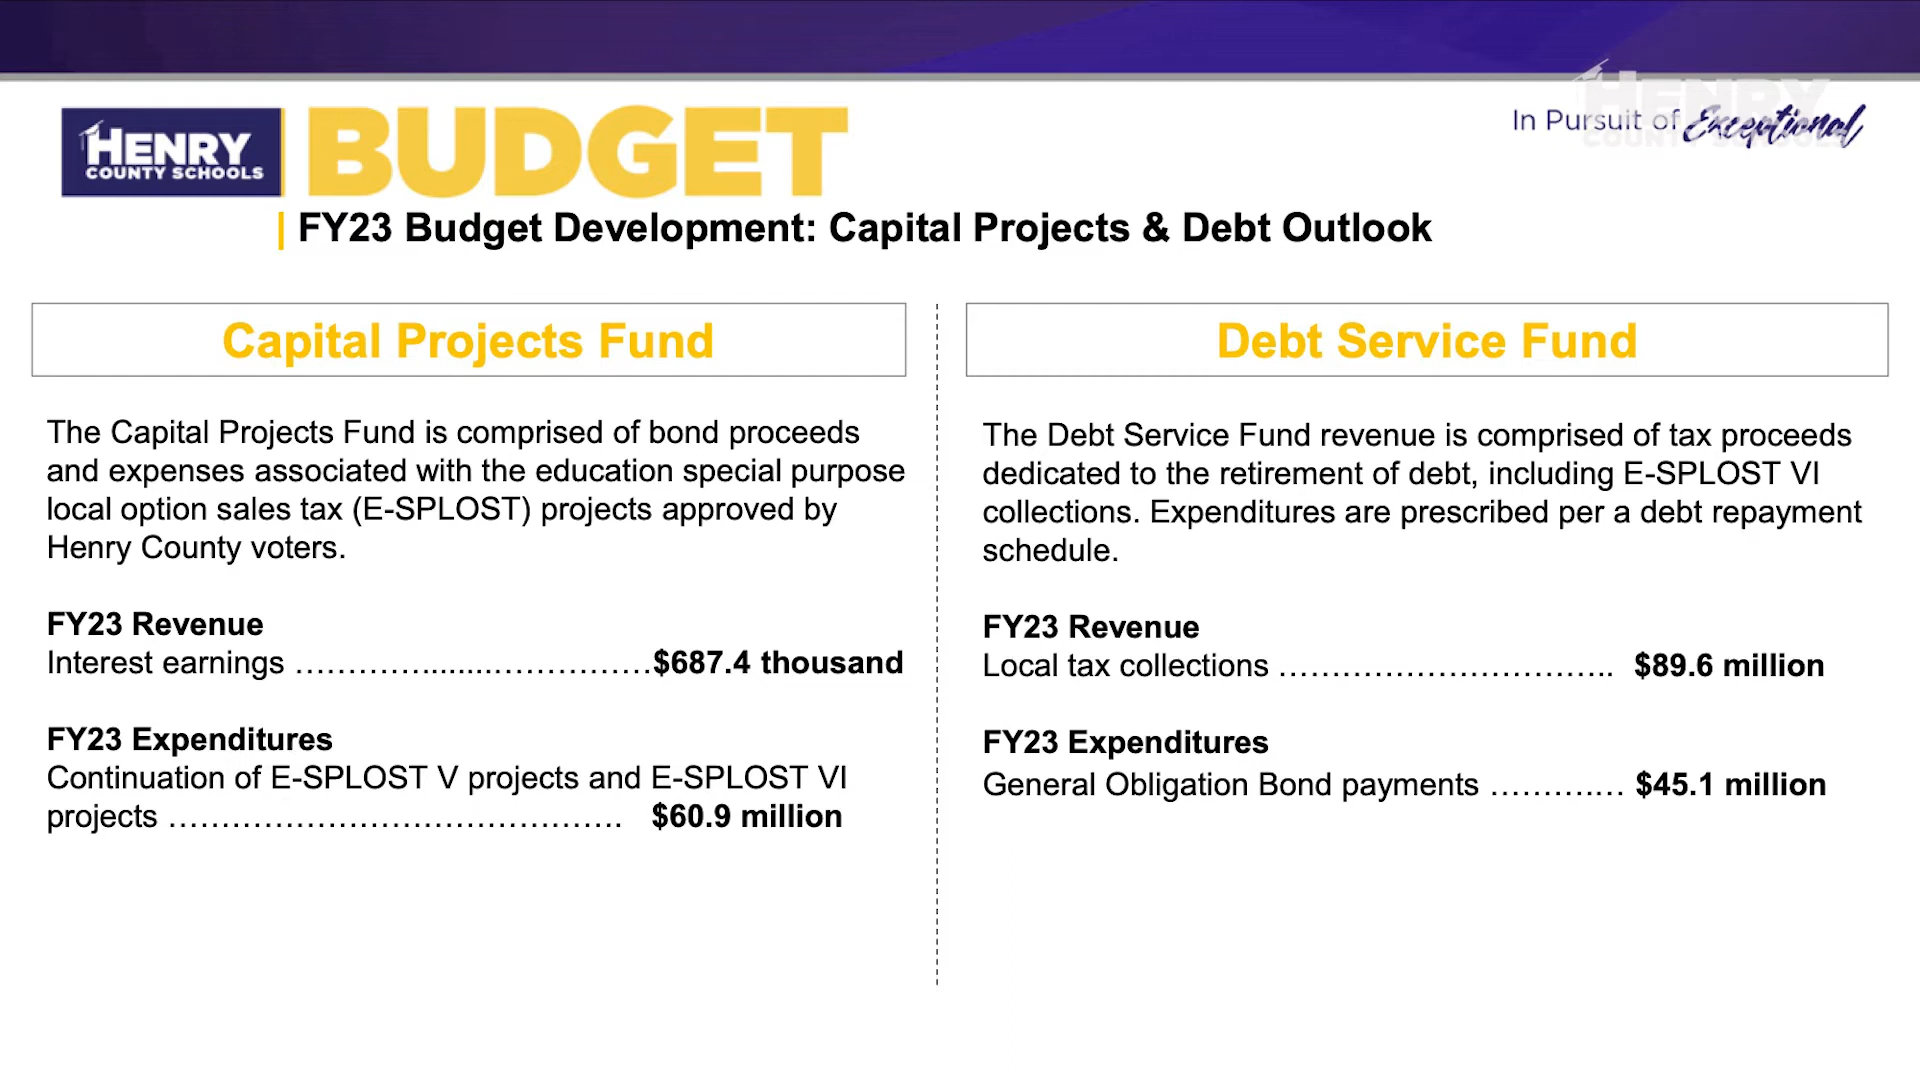 HENRY
COUNTY SCHOOLS
BUDGET
In Pursuit of Exceptional
HENRY
COUNTY SCHOOLS
| FY23 Budget Development: Capital Projects & Debt Outlook
Capital Projects Fund
The Capital Projects Fund is comprised of bond proceeds
and expenses associated with the education special purpose
local option sales tax (E-SPLOST) projects approved by
Henry County voters.
FY23 Revenue
Interest earnings …………….......……………$687.4 thousand
FY23 Expenditures
Continuation of E-SPLOST V projects and E-SPLOST VI
projects ……………………………………. $60.9 million
Debt Service Fund
The Debt Service Fund revenue is comprised of tax proceeds
dedicated to the retirement of debt, including E-SPLOST VI
collections. Expenditures are prescribed per a debt repayment
schedule.
FY23 Revenue
Local tax collections ………………………….. $89.6 million
FY23 Expenditures
General Obligation Bond payments ……….… $45.1 million